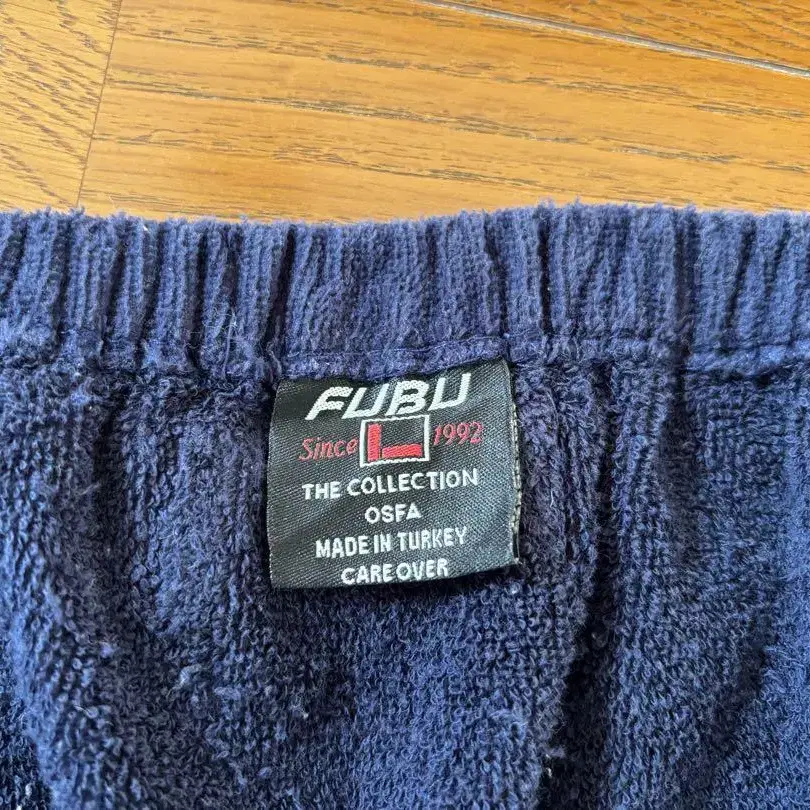 FUBU
Since 1992
THE COLLECTION
OSFA
MADE IN TURKEY
CARE OVER